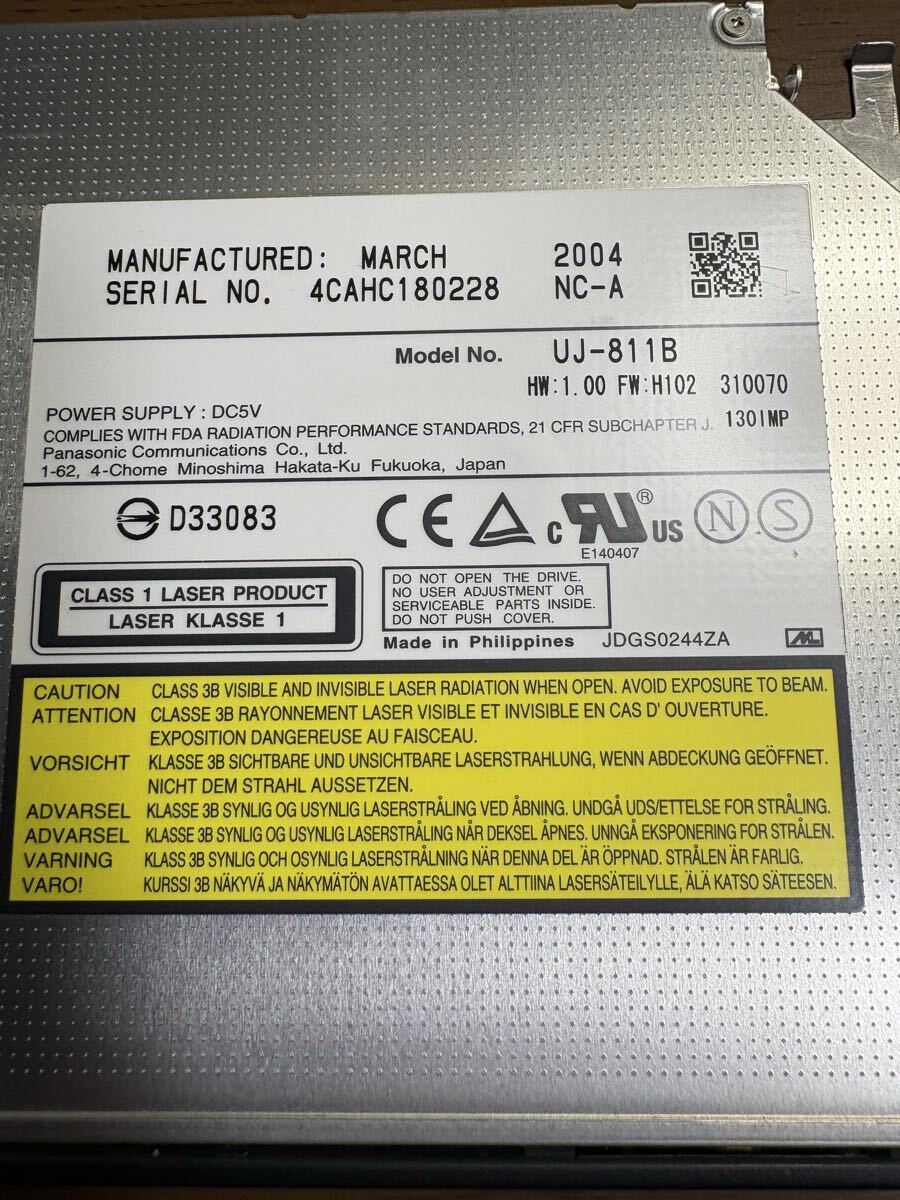 MANUFACTURED: MARCH 2004
SERIAL NO. 4CAHC180228 NC-A
Model No. UJ-811B
HW:1.00 FW:H102 310070
POWER SUPPLY : DC5V
COMPLIES WITH FDA RADIATION PERFORMANCE STANDARDS, 21 CFR SUBCHAPTER J. 130IMP
Panasonic Communications Co., Ltd.
1-62, 4-Chome Minoshima Hakata-Ku Fukuoka, Japan
D33083
CE c RU® US N S
E140407
CLASS 1 LASER PRODUCT
LASER KLASSE 1
DO NOT OPEN THE DRIVE.
NO USER ADJUSTMENT OR
SERVICEABLE PARTS INSIDE.
DO NOT PUSH COVER.
Made in Philippines JDGS0244ZA
CAUTION CLASS 3B VISIBLE AND INVISIBLE LASER RADIATION WHEN OPEN. AVOID EXPOSURE TO BEAM.
ATTENTION CLASSE 3B RAYONNEMENT LASER VISIBLE ET INVISIBLE EN CAS D' OUVERTURE.
EXPOSITION DANGEREUSE AU FAISCEAU.
VORSICHT KLASSE 3B SICHTBARE UND UNSICHTBARE LASERSTRAHLUNG, WENN ABDECKUNG GEÖFFNET.
NICHT DEM STRAHL AUSSETZEN.
ADVARSEL KLASSE 3B SYNLIG OG USYNLIG LASERSTRÅLING VED ÅBNING. UNDGÅ UDS/ETTELSE FOR STRÅLING.
ADVARSEL KLASSE 3B SYNLIG OG USYNLIG LASERSTRÅLING NÅR DEKSEL ÅPNES. UNNGÅ EKSPONERING FOR STRÅLEN.
VARNING KLASS 3B SYNLIG OCH OSYNLIG LASERSTRÅLNING NÄR DENNA DEL ÄR ÖPPNAD. STRÅLEN ÄR FARLIG.
VARO! KURSSI 3B NÄKYVÄ JA NÄKYMÄTÖN AVATTAESSA OLET ALTTIINA LASERSÄTEILYLLE, ÄLÄ KATSO SÄTEESEN.